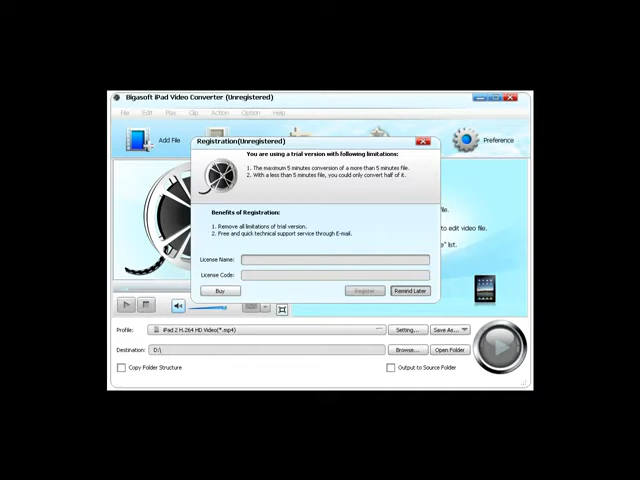 Bigasoft iPad Video Converter (Unregistered)
File Edit Play Clip Action Option Help
Add File
Preference
Registration(Unregistered)
You are using a trial version with following limitations:
1. The maximum 5 minutes conversion of a more than 5 minutes file.
2. With a less than 5 minutes file, you could only convert half of it.
Benefits of Registration:
1. Remove all limitations of trial version.
2. Free and quick technical support service through E-mail.
License Name:
License Code:
Buy Register Remind Later
file.
to edit video file.
e" list.
Profile: iPad 2 H.264 HD Video(*.mp4) Setting... Save As...
Destination: D:\ Browse... Open Folder
Copy Folder Structure Output to Source Folder